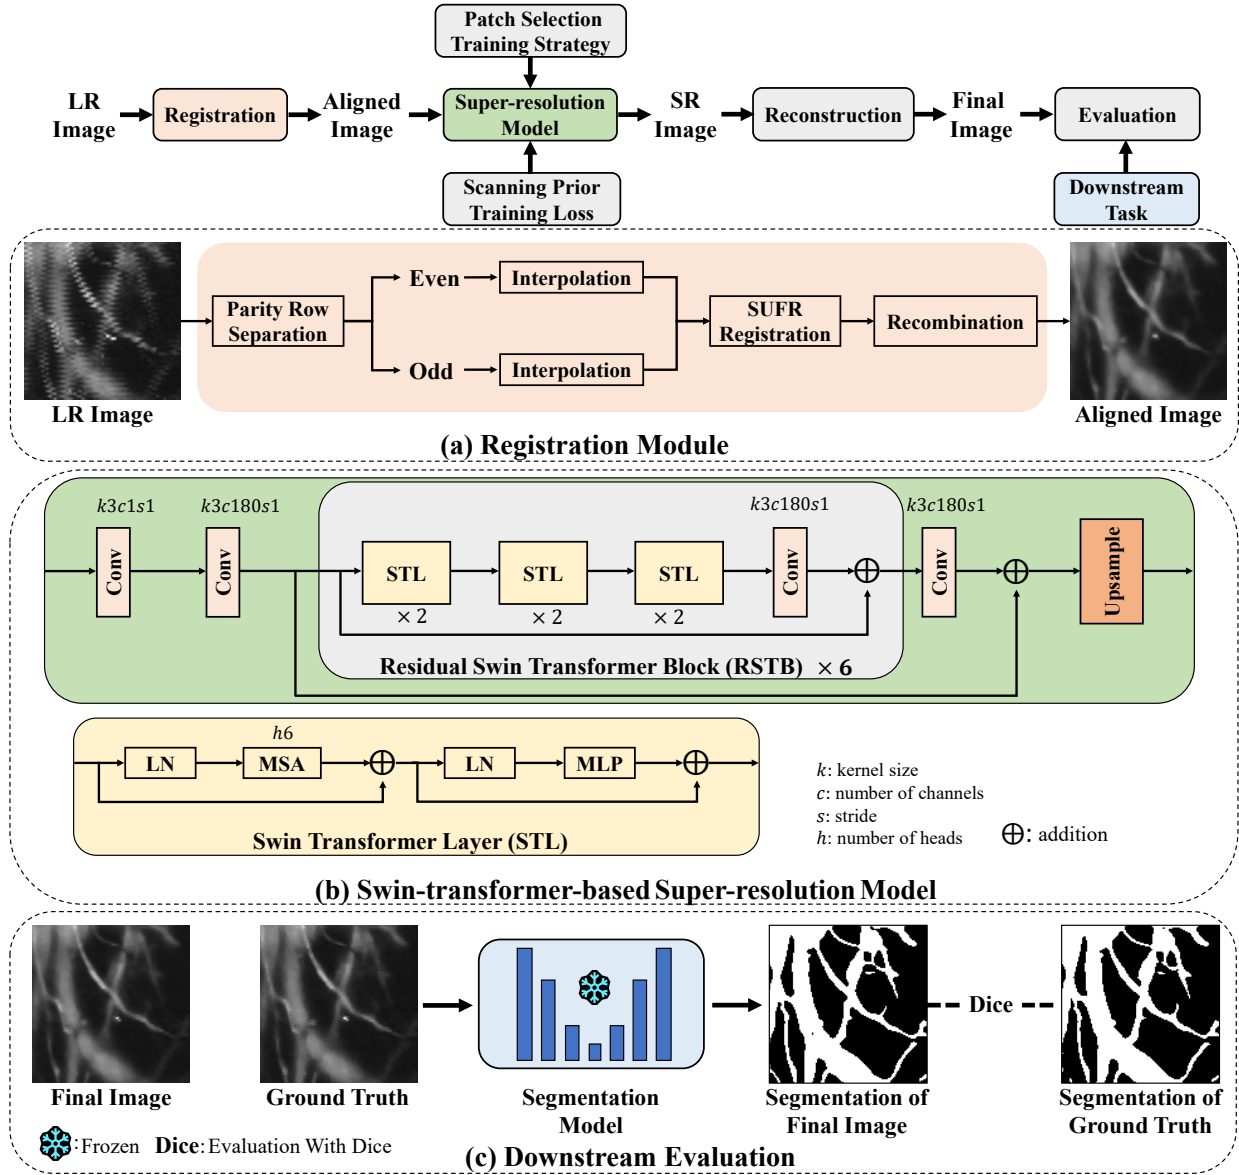 Patch Selection
Training Strategy
LR
Image
Registration
Aligned
Image
Super-resolution
Model
SR
Image
Reconstruction
Final
Image
Evaluation
Scanning Prior
Training Loss
Downstream
Task
Parity Row
Separation
Even
Interpolation
Odd
Interpolation
SUFR
Registration
Recombination
LR Image
Aligned Image
(a) Registration Module
k3c1s1
k3c180s1
k3c180s1
k3c180s1
Conv
Conv
STL
STL
STL
Conv
Conv
Upsample
× 2
× 2
× 2
Residual Swin Transformer Block (RSTB) × 6
h6
LN
MSA
LN
MLP
Swin Transformer Layer (STL)
k: kernel size
c: number of channels
s: stride
h: number of heads
⊕: addition
(b) Swin-transformer-based Super-resolution Model
Dice
Final Image
Ground Truth
Segmentation
Model
Segmentation of
Final Image
Segmentation of
Ground Truth
:Frozen
Dice: Evaluation With Dice
(c) Downstream Evaluation